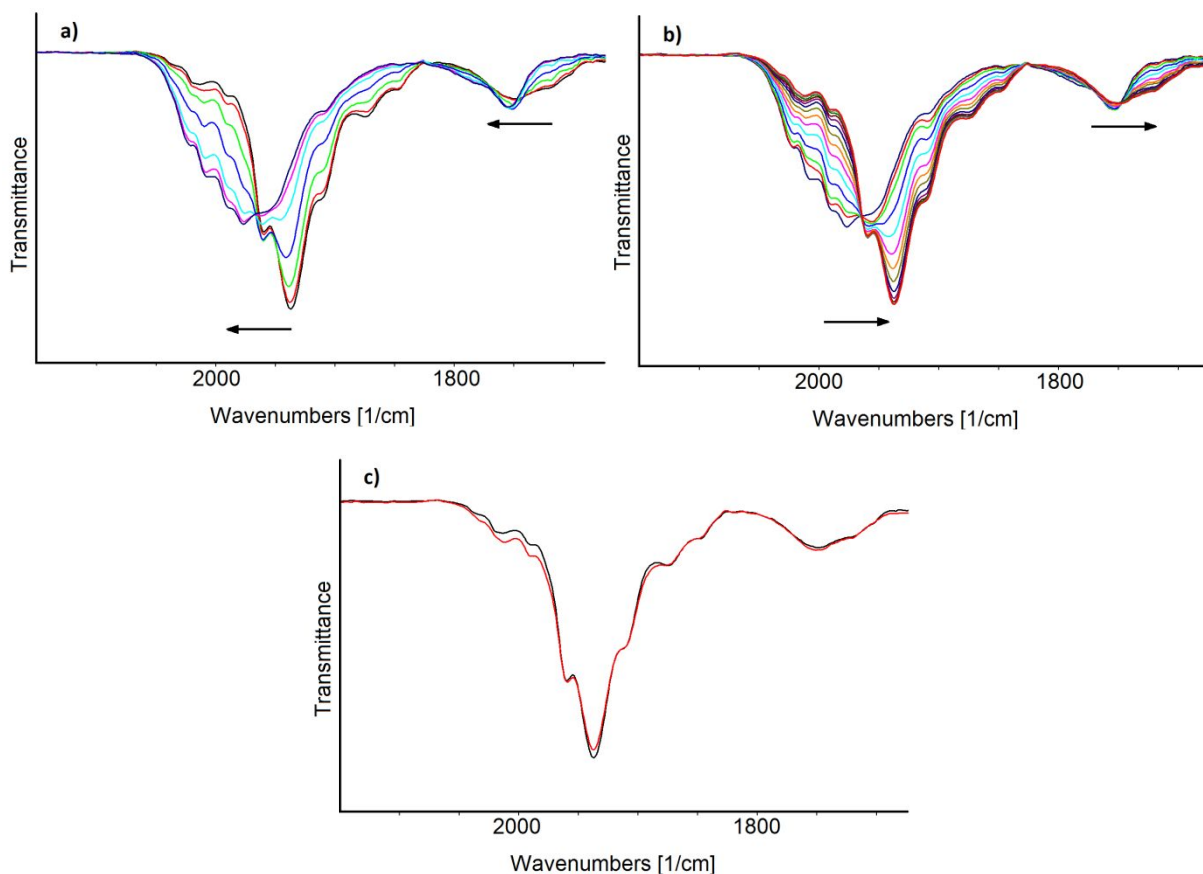 a)
Transmittance
2000 1800
Wavenumbers [1/cm]
b)
Transmittance
2000 1800
Wavenumbers [1/cm]
c)
Transmittance
2000 1800
Wavenumbers [1/cm]